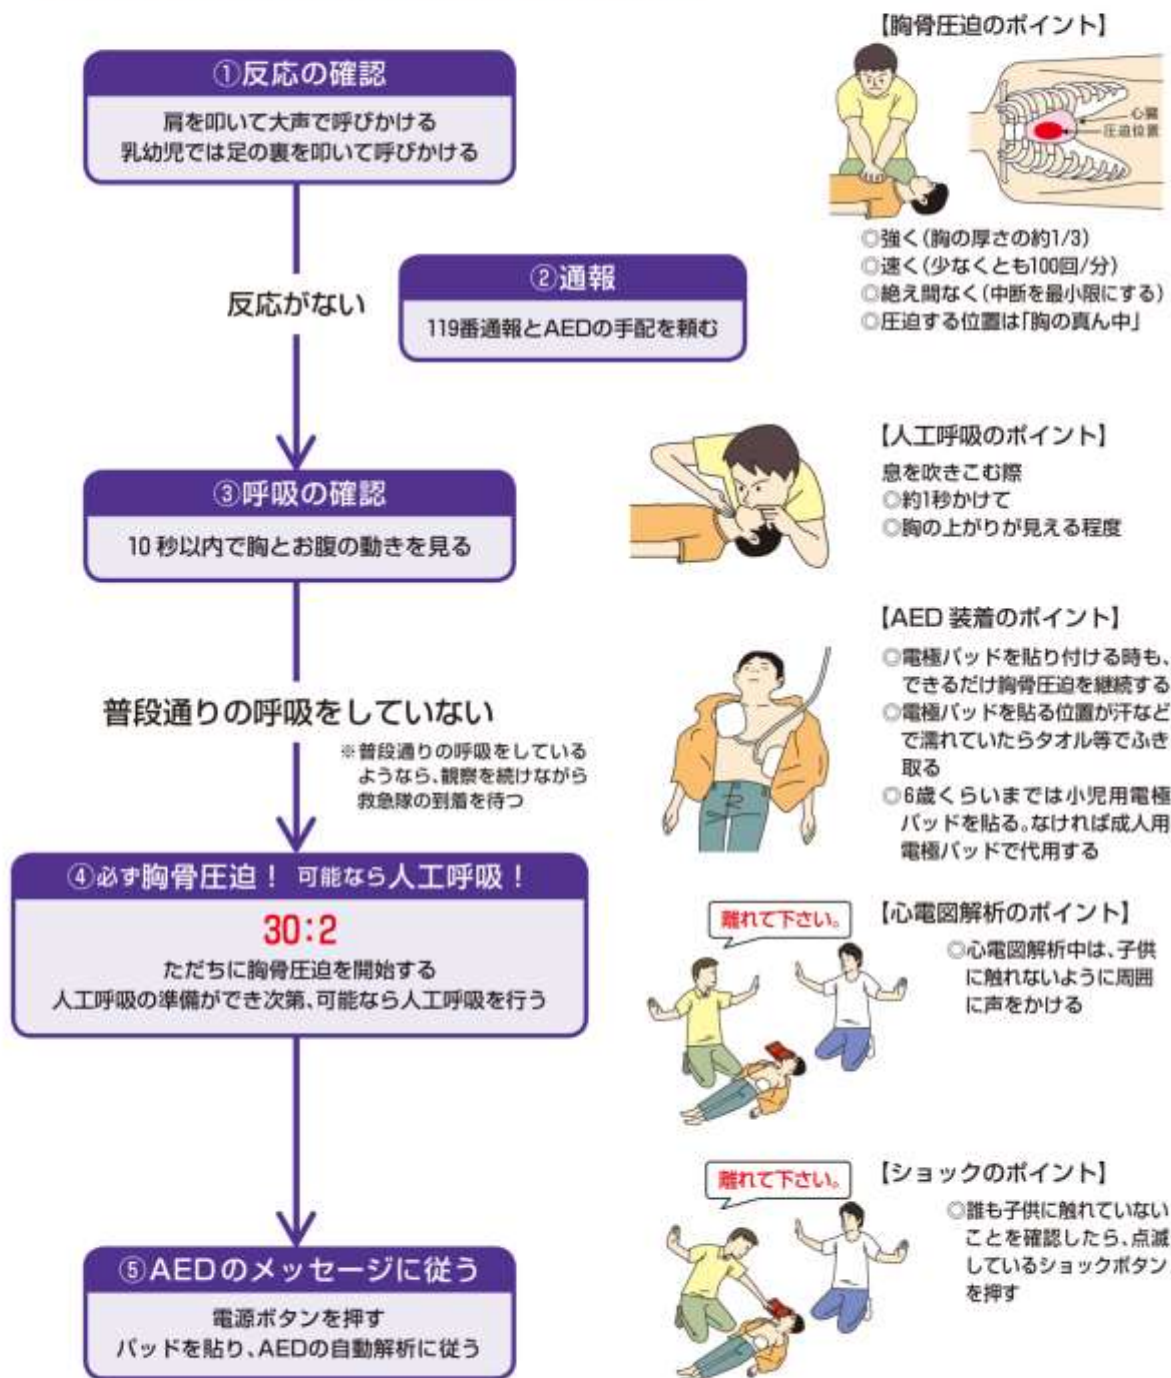 ①反応の確認
肩を叩いて大声で呼びかける
乳幼児では足の裏を叩いて呼びかける
反応がない
②通報
119番通報とAEDの手配を頼む
③呼吸の確認
10秒以内で胸とお腹の動きを見る
普段通りの呼吸をしていない
※普段通りの呼吸をしている
ようなら、観察を続けながら
救急隊の到着を待つ
④必ず胸骨圧迫！ 可能なら人工呼吸！
30:2
ただちに胸骨圧迫を開始する
人工呼吸の準備ができ次第、可能なら人工呼吸を行う
⑤AEDのメッセージに従う
電源ボタンを押す
パッドを貼り、AEDの自動解析に従う
【胸骨圧迫のポイント】
心臓
圧迫位置
◎強く（胸の厚さの約1/3）
◎速く（少なくとも100回/分）
◎絶え間なく（中断を最小限にする）
◎圧迫する位置は「胸の真ん中」
【人工呼吸のポイント】
息を吹きこむ際
◎約1秒かけて
◎胸の上がりが見える程度
【AED 装着のポイント】
◎電極パッドを貼り付ける時も、
できるだけ胸骨圧迫を継続する
◎電極パッドを貼る位置が汗など
で濡れていたらタオル等でふき
取る
◎6歳くらいまでは小児用電極
パッドを貼る。なければ成人用
電極パッドで代用する
離れて下さい。
【心電図解析のポイント】
◎心電図解析中は、子供
に触れないように周囲
に声をかける
離れて下さい。
【ショックのポイント】
◎誰も子供に触れていない
ことを確認したら、点滅
しているショックボタン
を押す